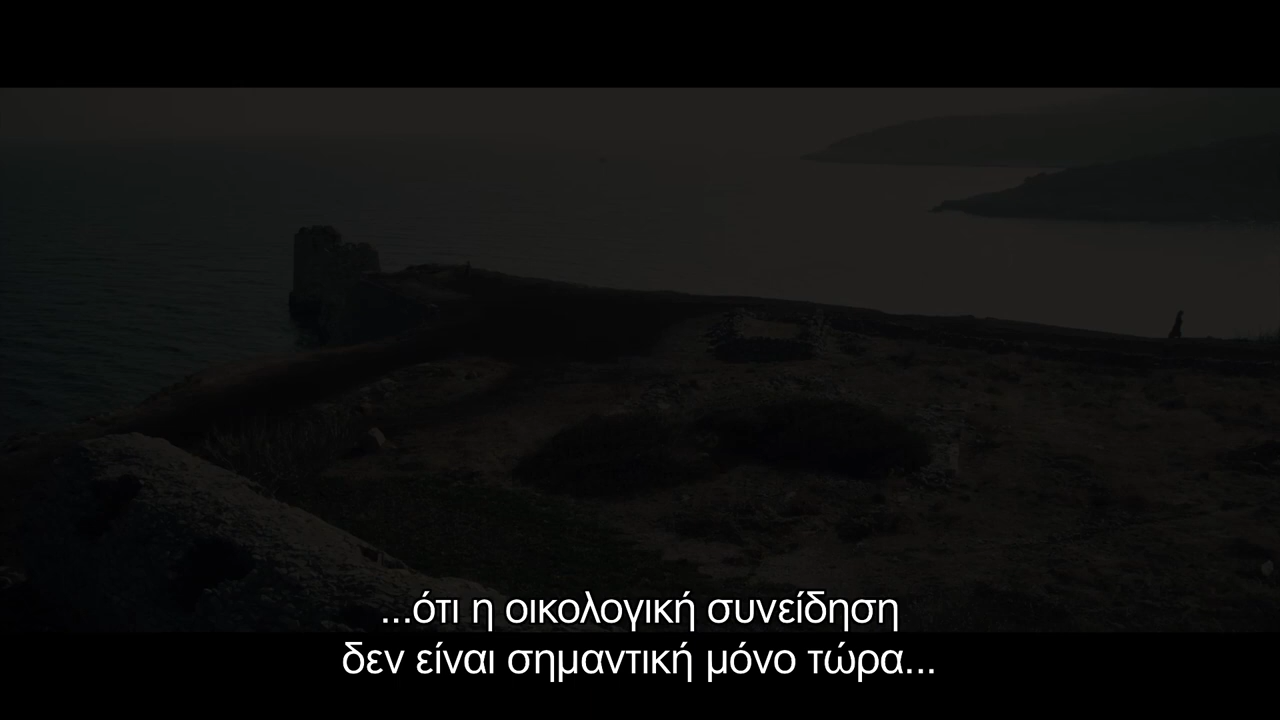 ...ότι η οικολογική συνείδηση
δεν είναι σημαντική μόνο τώρα...